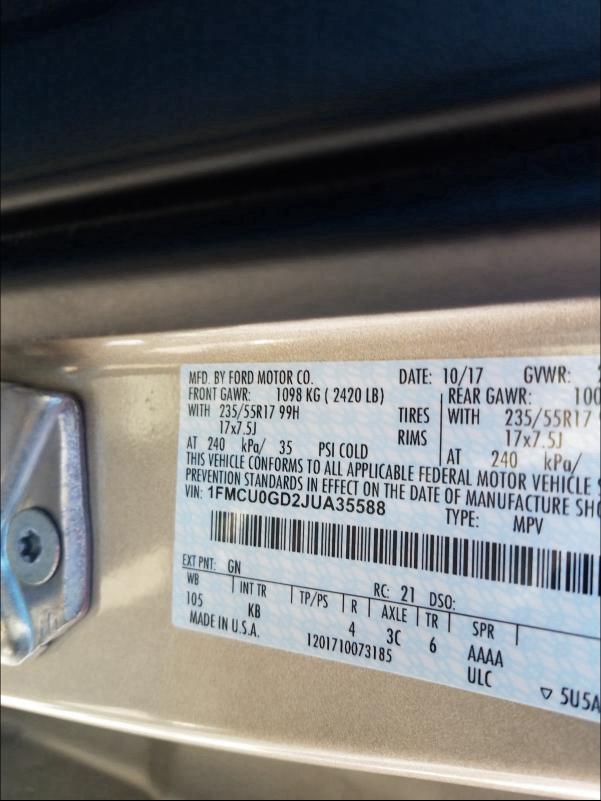 MFD. BY FORD MOTOR CO. DATE: 10/17 GVWR:
FRONT GAWR: 1098 KG ( 2420 LB) REAR GAWR: 100
WITH 235/55R17 99H TIRES WITH 235/55R17
17x7.5J RIMS 17x7.5J
AT 240 kPa/ 35 PSI COLD AT 240 kPa/
THIS VEHICLE CONFORMS TO ALL APPLICABLE FEDERAL MOTOR VEHICLE S
PREVENTION STANDARDS IN EFFECT ON THE DATE OF MANUFACTURE SHO
VIN: 1FMCU0GD2JUA35588 TYPE: MPV
EXT PNT: GN RC: 21 DSO:
WB INT TR TP/PS R AXLE TR SPR
105 KB 4 3C 6 AAAA
MADE IN U.S.A. 1201710073185 ULC ▽ 5U5A